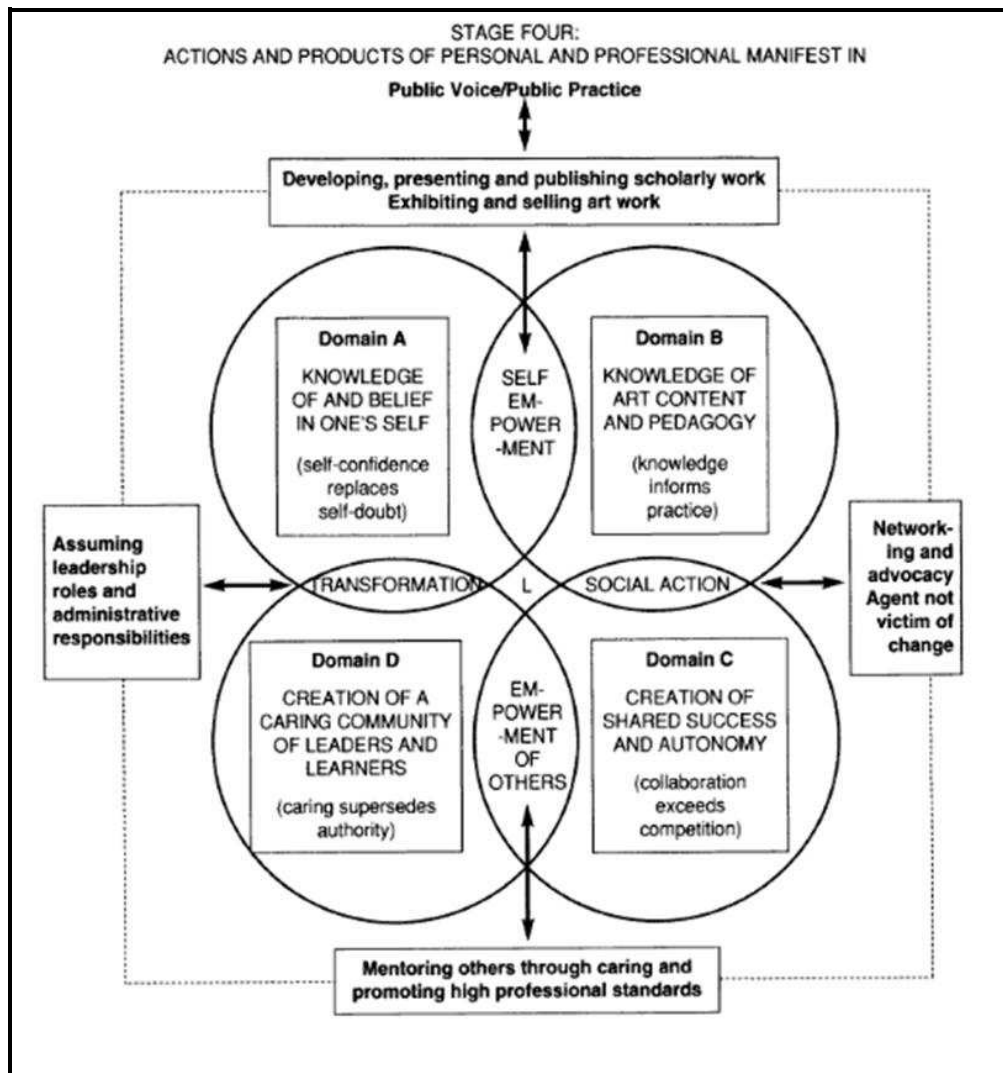 STAGE FOUR:
ACTIONS AND PRODUCTS OF PERSONAL AND PROFESSIONAL MANIFEST IN
Public Voice/Public Practice
Developing, presenting and publishing scholarly work
Exhibiting and selling art work
Domain A
KNOWLEDGE
OF AND BELIEF
IN ONE'S SELF
(self-confidence
replaces
self-doubt)
SELF
EM-
POWER
-MENT
Domain B
KNOWLEDGE OF
ART CONTENT
AND PEDAGOGY
(knowledge
informs
practice)
Assuming
leadership
roles and
administrative
responsibilities
TRANSFORMATION
L
SOCIAL ACTION
Network-
ing and
advocacy
Agent not
victim of
change
Domain D
CREATION OF A
CARING COMMUNITY
OF LEADERS AND
LEARNERS
(caring supersedes
authority)
EM-
POWER
-MENT
OF
OTHERS
Domain C
CREATION OF
SHARED SUCCESS
AND AUTONOMY
(collaboration
exceeds
competition)
Mentoring others through caring and
promoting high professional standards